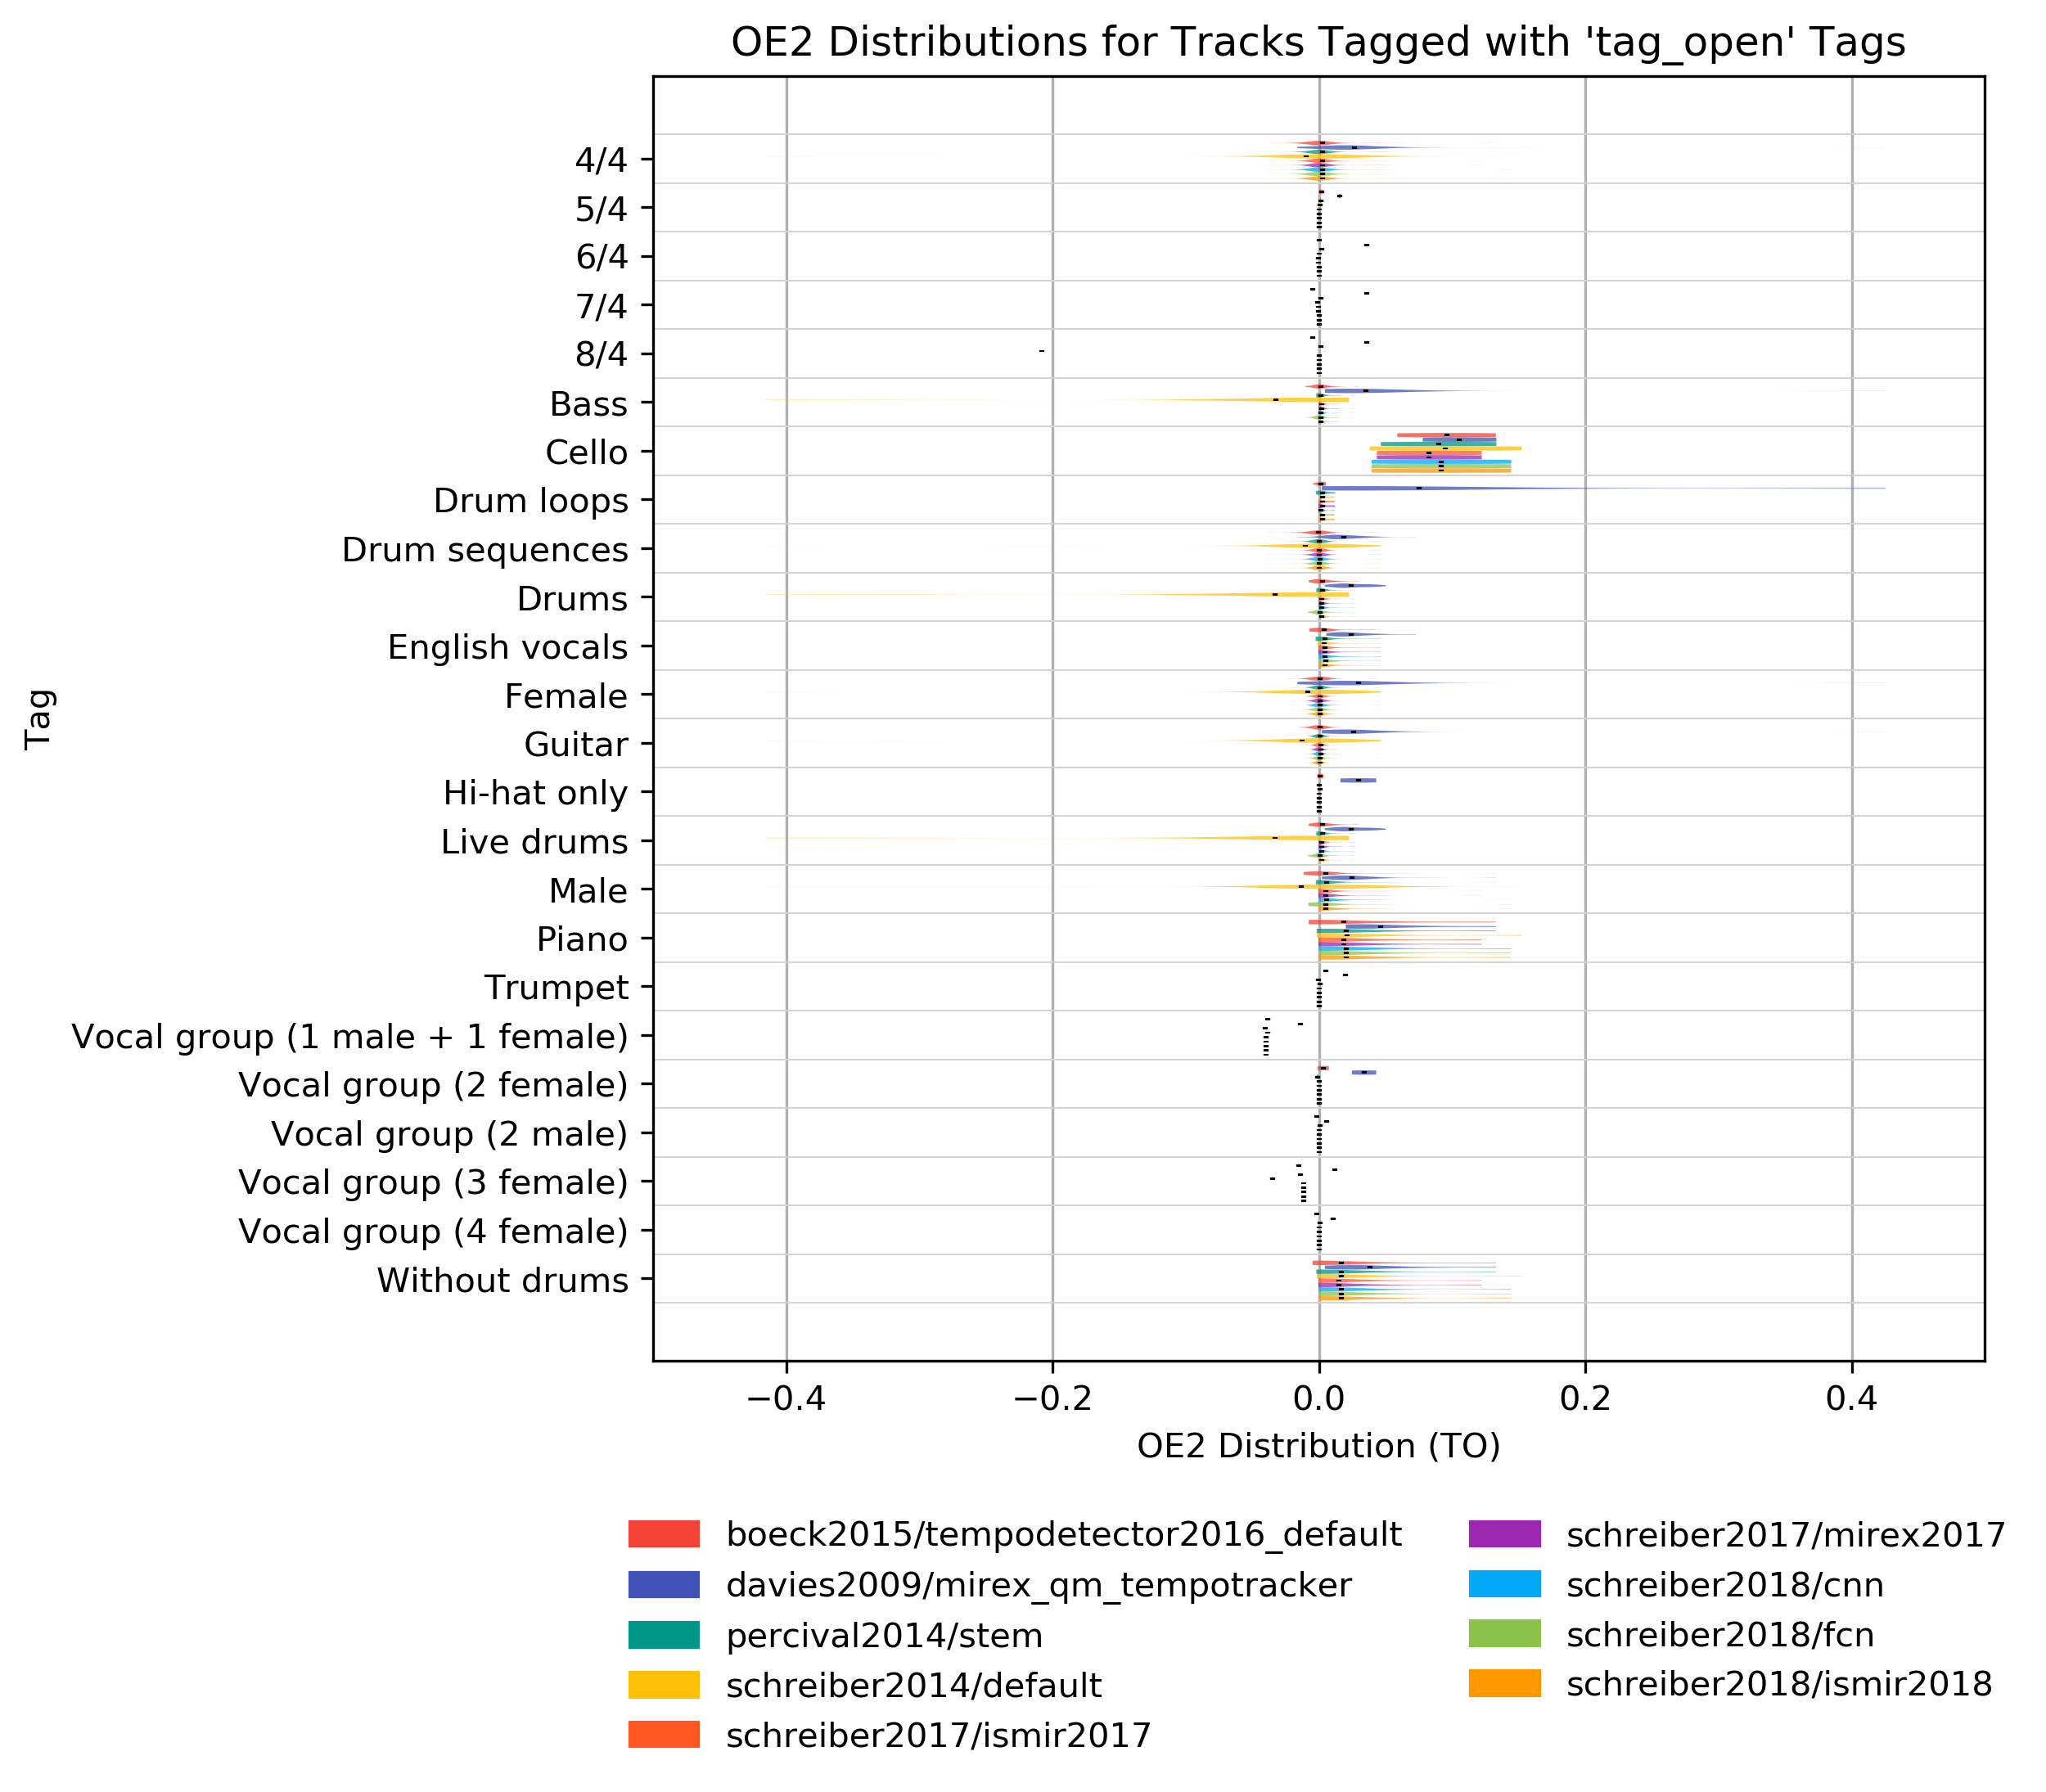 OE2 Distributions for Tracks Tagged with 'tag_open' Tags
4/4
5/4
6/4
7/4
8/4
Bass
Cello
Drum loops
Drum sequences
Drums
English vocals
Female
Guitar
Hi-hat only
Live drums
Male
Piano
Trumpet
Vocal group (1 male + 1 female)
Vocal group (2 female)
Vocal group (2 male)
Vocal group (3 female)
Vocal group (4 female)
Without drums
Tag
−0.4 −0.2 0.0 0.2 0.4
OE2 Distribution (TO)
boeck2015/tempodetector2016_default
davies2009/mirex_qm_tempotracker
percival2014/stem
schreiber2014/default
schreiber2017/ismir2017
schreiber2017/mirex2017
schreiber2018/cnn
schreiber2018/fcn
schreiber2018/ismir2018